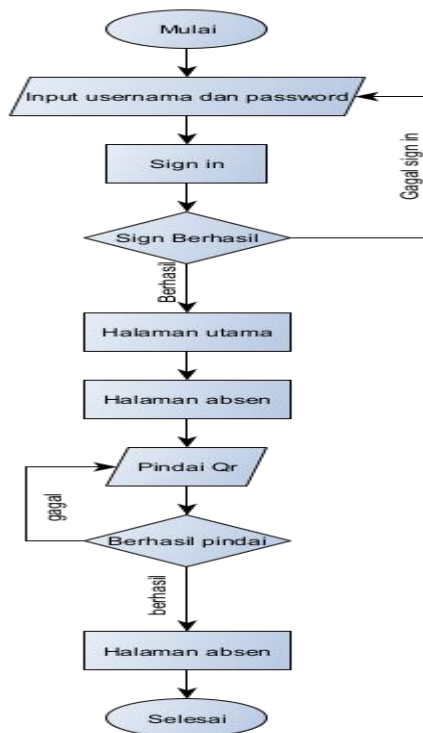 Mulai
Input usernama dan password
Sign in
Gagal sign in
Sign Berhasil
Berhasil
Halaman utama
Halaman absen
Pindai Qr
gagal
Berhasil pindai
berhasil
Halaman absen
Selesai